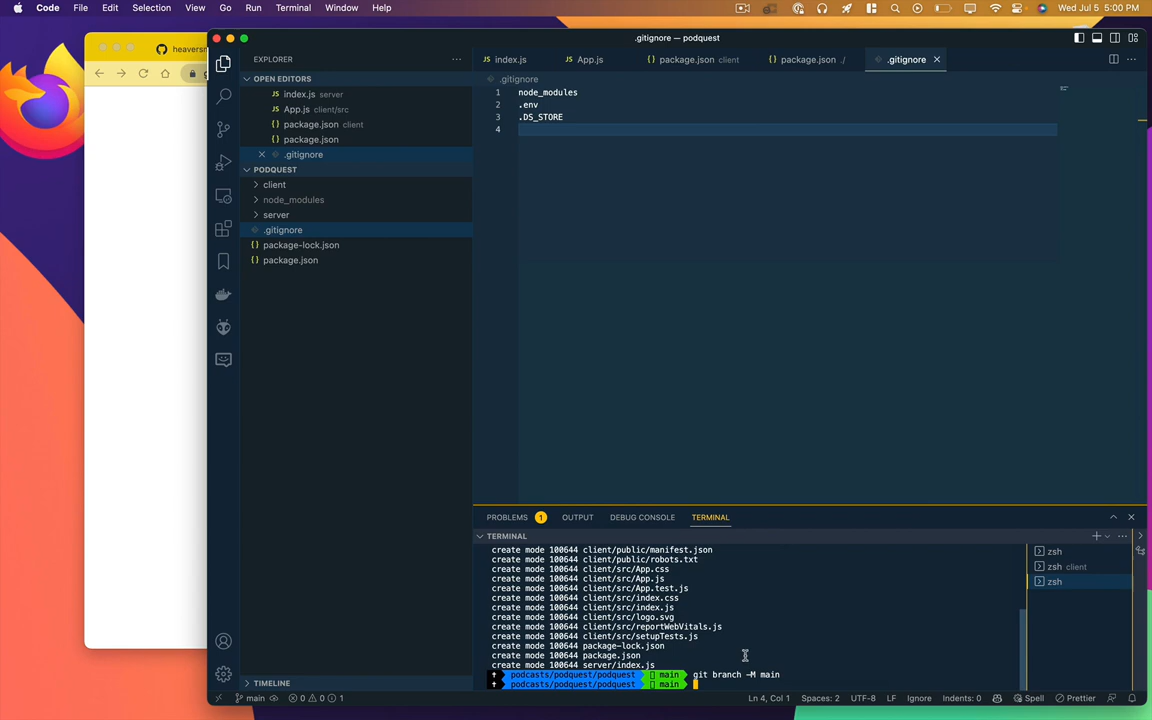 Code File Edit Selection View Go Run Terminal Window Help Wed Jul 5 5:00 PM
.gitignore — podquest
heaversm
EXPLORER
OPEN EDITORS
index.js server
App.js client/src
package.json client
package.json
.gitignore
PODQUEST
client
node_modules
server
.gitignore
package-lock.json
package.json
TIMELINE
index.js App.js package.json client package.json ./ .gitignore
.gitignore
1 node_modules
2 .env
3 .DS_STORE
4
PROBLEMS 1 OUTPUT DEBUG CONSOLE TERMINAL
TERMINAL
create mode 100644 client/public/manifest.json
create mode 100644 client/public/robots.txt
create mode 100644 client/src/App.css
create mode 100644 client/src/App.js
create mode 100644 client/src/App.test.js
create mode 100644 client/src/index.css
create mode 100644 client/src/index.js
create mode 100644 client/src/logo.svg
create mode 100644 client/src/reportWebVitals.js
create mode 100644 client/src/setupTests.js
create mode 100644 package-lock.json
create mode 100644 package.json
create mode 100644 server/index.js
podcasts/podquest/podquest main git branch -M main
podcasts/podquest/podquest main
zsh
zsh client
zsh
main 0 0 1 Ln 4, Col 1 Spaces: 2 UTF-8 LF Ignore Indents: 0 Spell Prettier